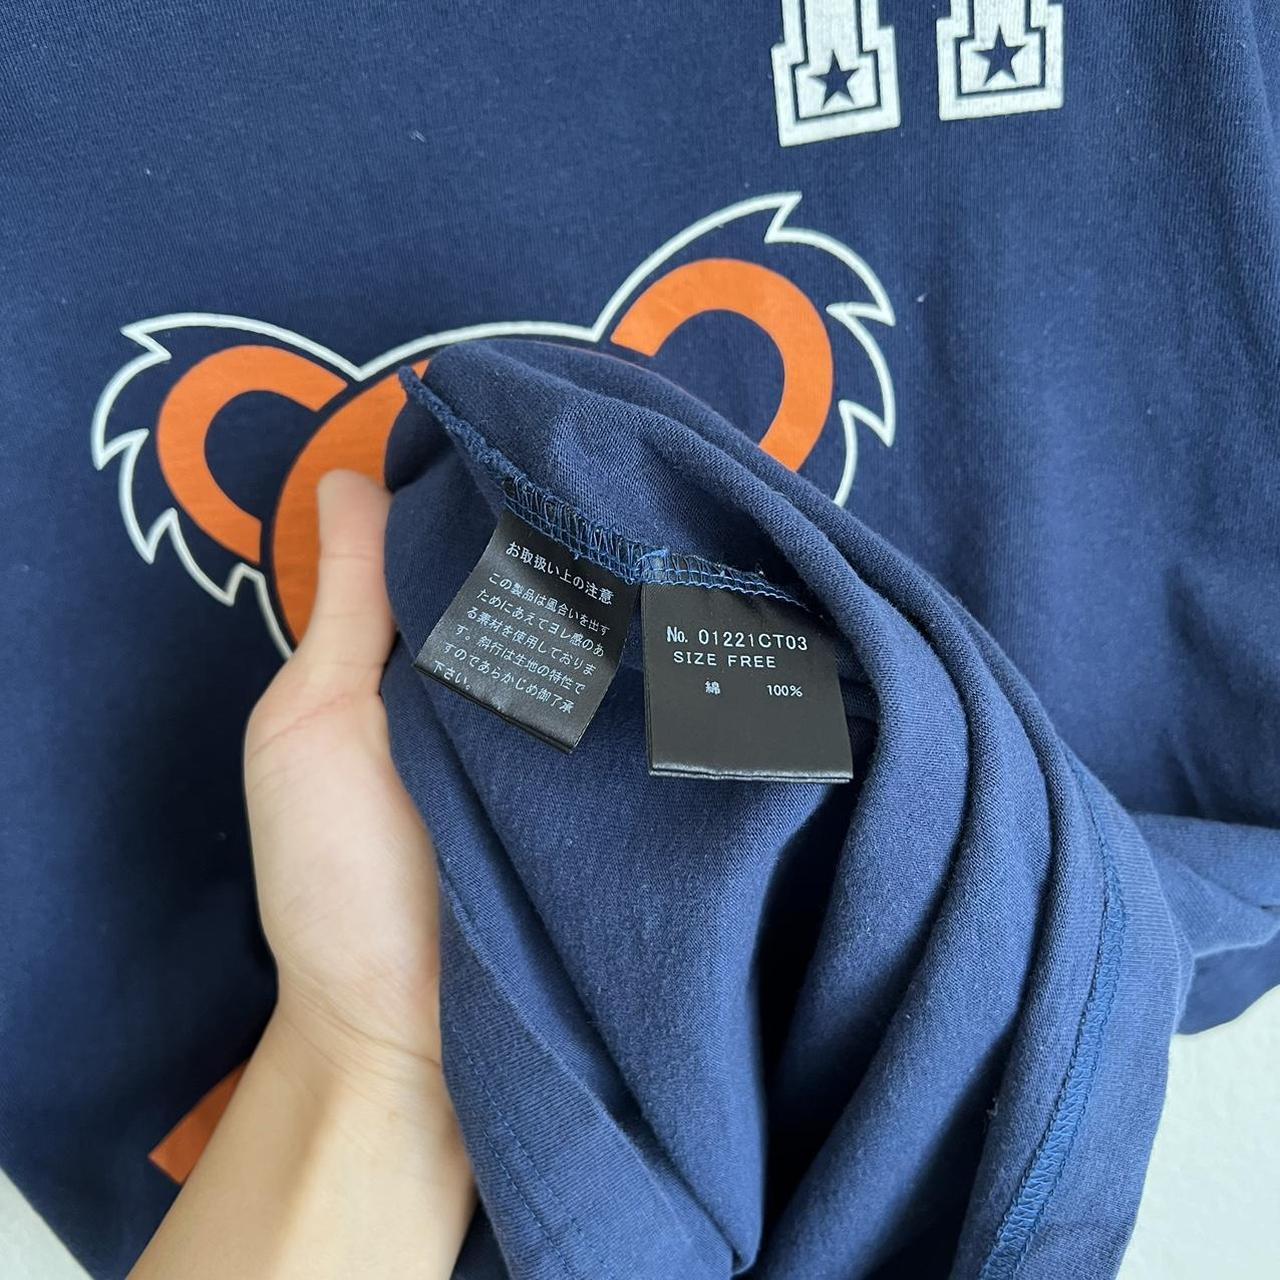 お取扱い上の注意
この製品は風合いを出す
ためにあえてヨレ感のあ
る素材を使用しておりま
す。斜行は生地の特性で
すのであらかじめ御了承
下さい。
No. 01221CT03
SIZE FREE
綿 100%